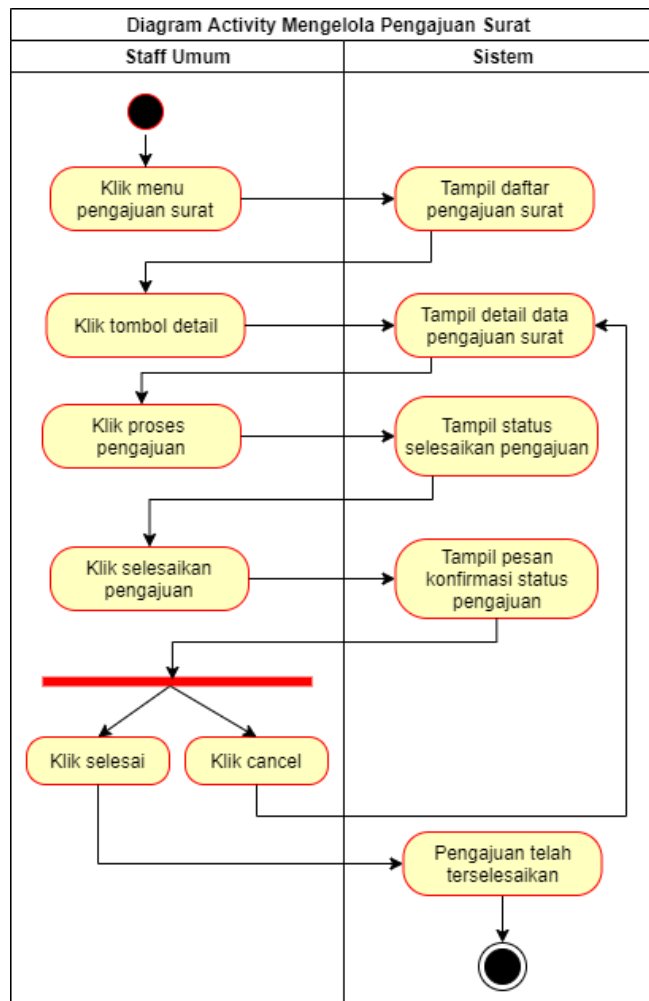 Diagram Activity Mengelola Pengajuan Surat
Staff Umum
Sistem
Klik menu
pengajuan surat
Tampil daftar
pengajuan surat
Klik tombol detail
Tampil detail data
pengajuan surat
Klik proses
pengajuan
Tampil status
selesaikan pengajuan
Klik selesaikan
pengajuan
Tampil pesan
konfirmasi status
pengajuan
Klik selesai
Klik cancel
Pengajuan telah
terselesaikan